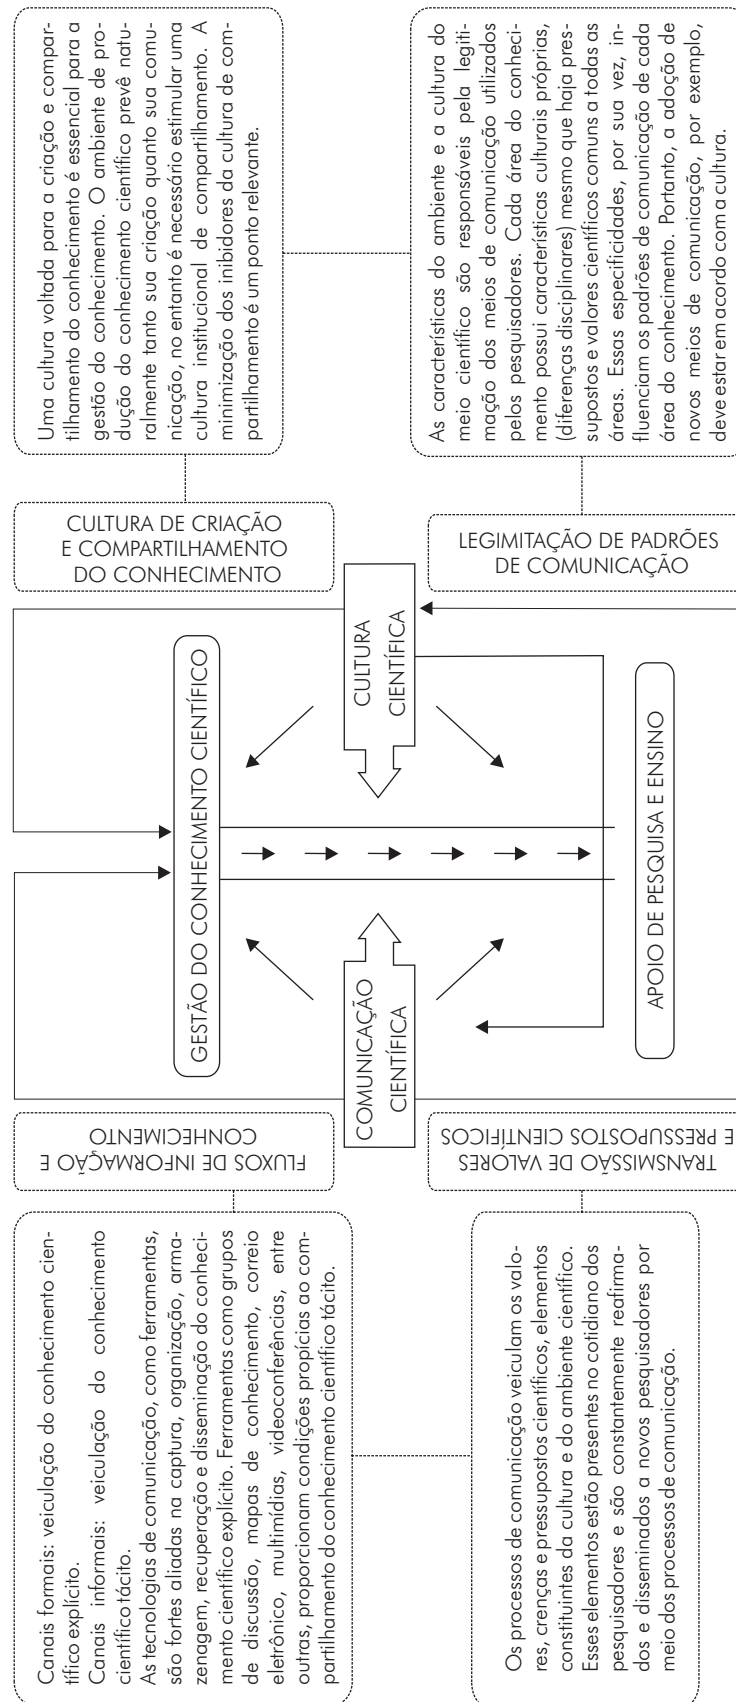 Canais formais: veiculação do conhecimento cien-
tífico explícito.
Canais informais: veiculação do conhecimento
científico tácito.
As tecnologias de comunicação, como ferramentas,
são fortes aliadas na captura, organização, arma-
zenagem, recuperação e disseminação do conheci-
mento científico explícito. Ferramentas como grupos
de discussão, mapas de conhecimento, correio
eletrônico, multimídias, videoconferências, entre
outras, proporcionam condições propícias ao com-
partilhamento do conhecimento científico tácito.
FLUXOS DE INFORMAÇÃO E
CONHECIMENTO
GESTÃO DO CONHECIMENTO CIENTÍFICO
CULTURA DE CRIAÇÃO
E COMPARTILHAMENTO
DO CONHECIMENTO
Uma cultura voltada para a criação e compar-
tilhamento do conhecimento é essencial para a
gestão do conhecimento. O ambiente de pro-
dução do conhecimento científico prevê natu-
ralmente tanto sua criação quanto sua comu-
nicação, no entanto é necessário estimular uma
cultura institucional de compartilhamento. A
minimização dos inibidores da cultura de com-
partilhamento é um ponto relevante.
COMUNICAÇÃO
CIENTÍFICA
CULTURA
CIENTÍFICA
Os processos de comunicação veiculam os valo-
res, crenças e pressupostos científicos, elementos
constituintes da cultura e do ambiente científico.
Esses elementos estão presentes no cotidiano dos
pesquisadores e são constantemente reafirma-
dos e disseminados a novos pesquisadores por
meio dos processos de comunicação.
TRANSMISSÃO DE VALORES
E PRESSUPOSTOS CIENTÍFICOS
APOIO DE PESQUISA E ENSINO
LEGIMITAÇÃO DE PADRÕES
DE COMUNICAÇÃO
As características do ambiente e a cultura do
meio científico são responsáveis pela legiti-
mação dos meios de comunicação utilizados
pelos pesquisadores. Cada área do conheci-
mento possui características culturais próprias,
(diferenças disciplinares) mesmo que haja pres-
supostos e valores científicos comuns a todas as
áreas. Essas especificidades, por sua vez, in-
fluenciam os padrões de comunicação de cada
área do conhecimento. Portanto, a adoção de
novos meios de comunicação, por exemplo,
deve estar em acordo com a cultura.